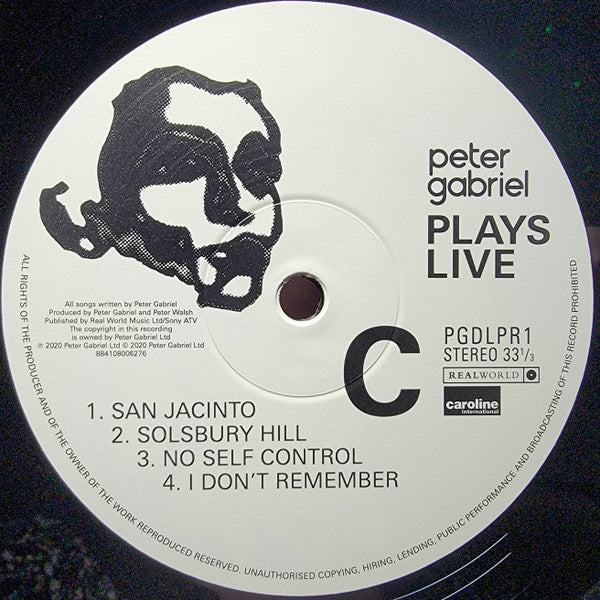 peter
gabriel
PLAYS
LIVE
All songs written by Peter Gabriel
Produced by Peter Gabriel and Peter Walsh
Published by Real World Music Ltd/Sony ATV
The copyright in this recording
is owned by Peter Gabriel Ltd
℗ 2020 Peter Gabriel Ltd © 2020 Peter Gabriel Ltd
884108006276
C
PGDLPR1
STEREO 33 1/3
REALWORLD
caroline
international
1. SAN JACINTO
2. SOLSBURY HILL
3. NO SELF CONTROL
4. I DON'T REMEMBER
ALL RIGHTS OF THE PRODUCER AND OF THE OWNER OF THE WORK REPRODUCED RESERVED. UNAUTHORISED COPYING, HIRING, LENDING, PUBLIC PERFORMANCE AND BROADCASTING OF THIS RECORD PROHIBITED